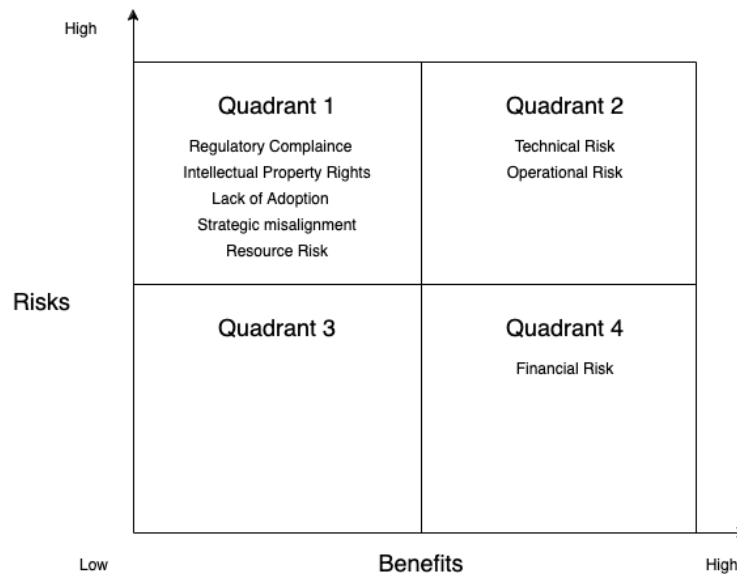 High
Quadrant 1
Regulatory Complaince
Intellectual Property Rights
Lack of Adoption
Strategic misalignment
Resource Risk
Quadrant 2
Technical Risk
Operational Risk
Risks
Quadrant 3
Quadrant 4
Financial Risk
Low
Benefits
High